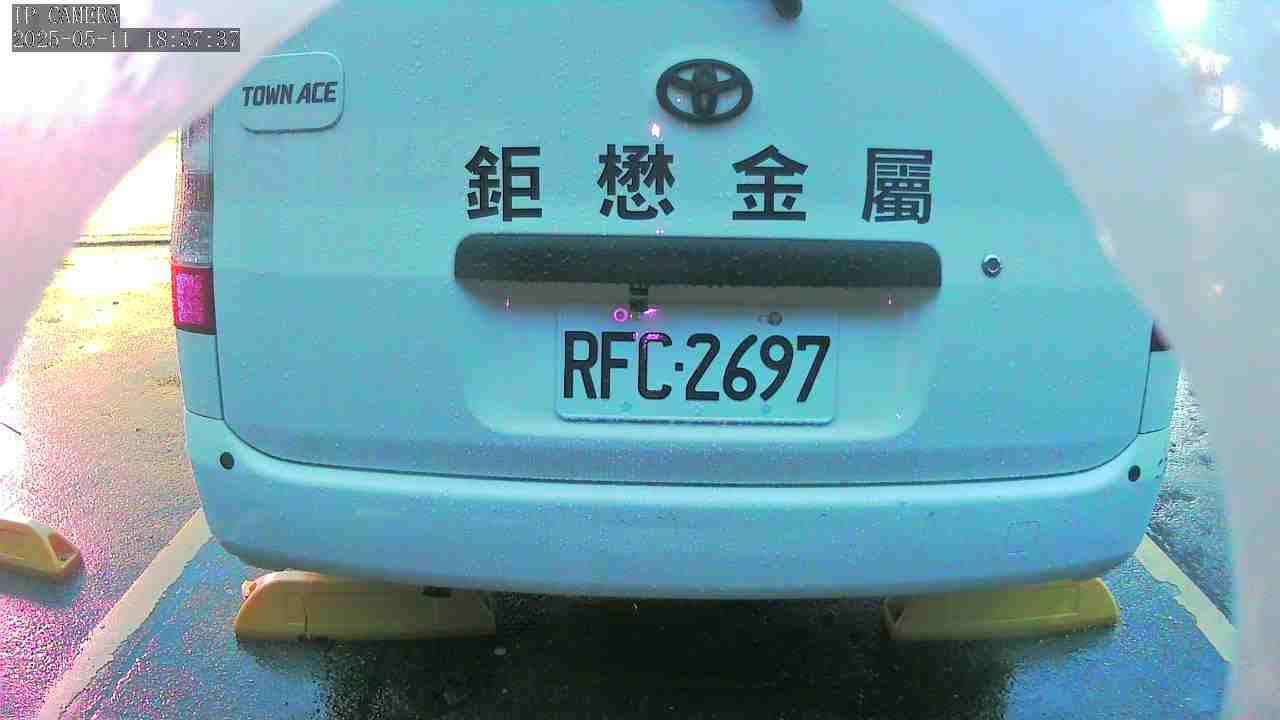 IP CAMERA
2025-05-11 18:37:37
TOWN ACE
鉅懋金屬
RFC·2697